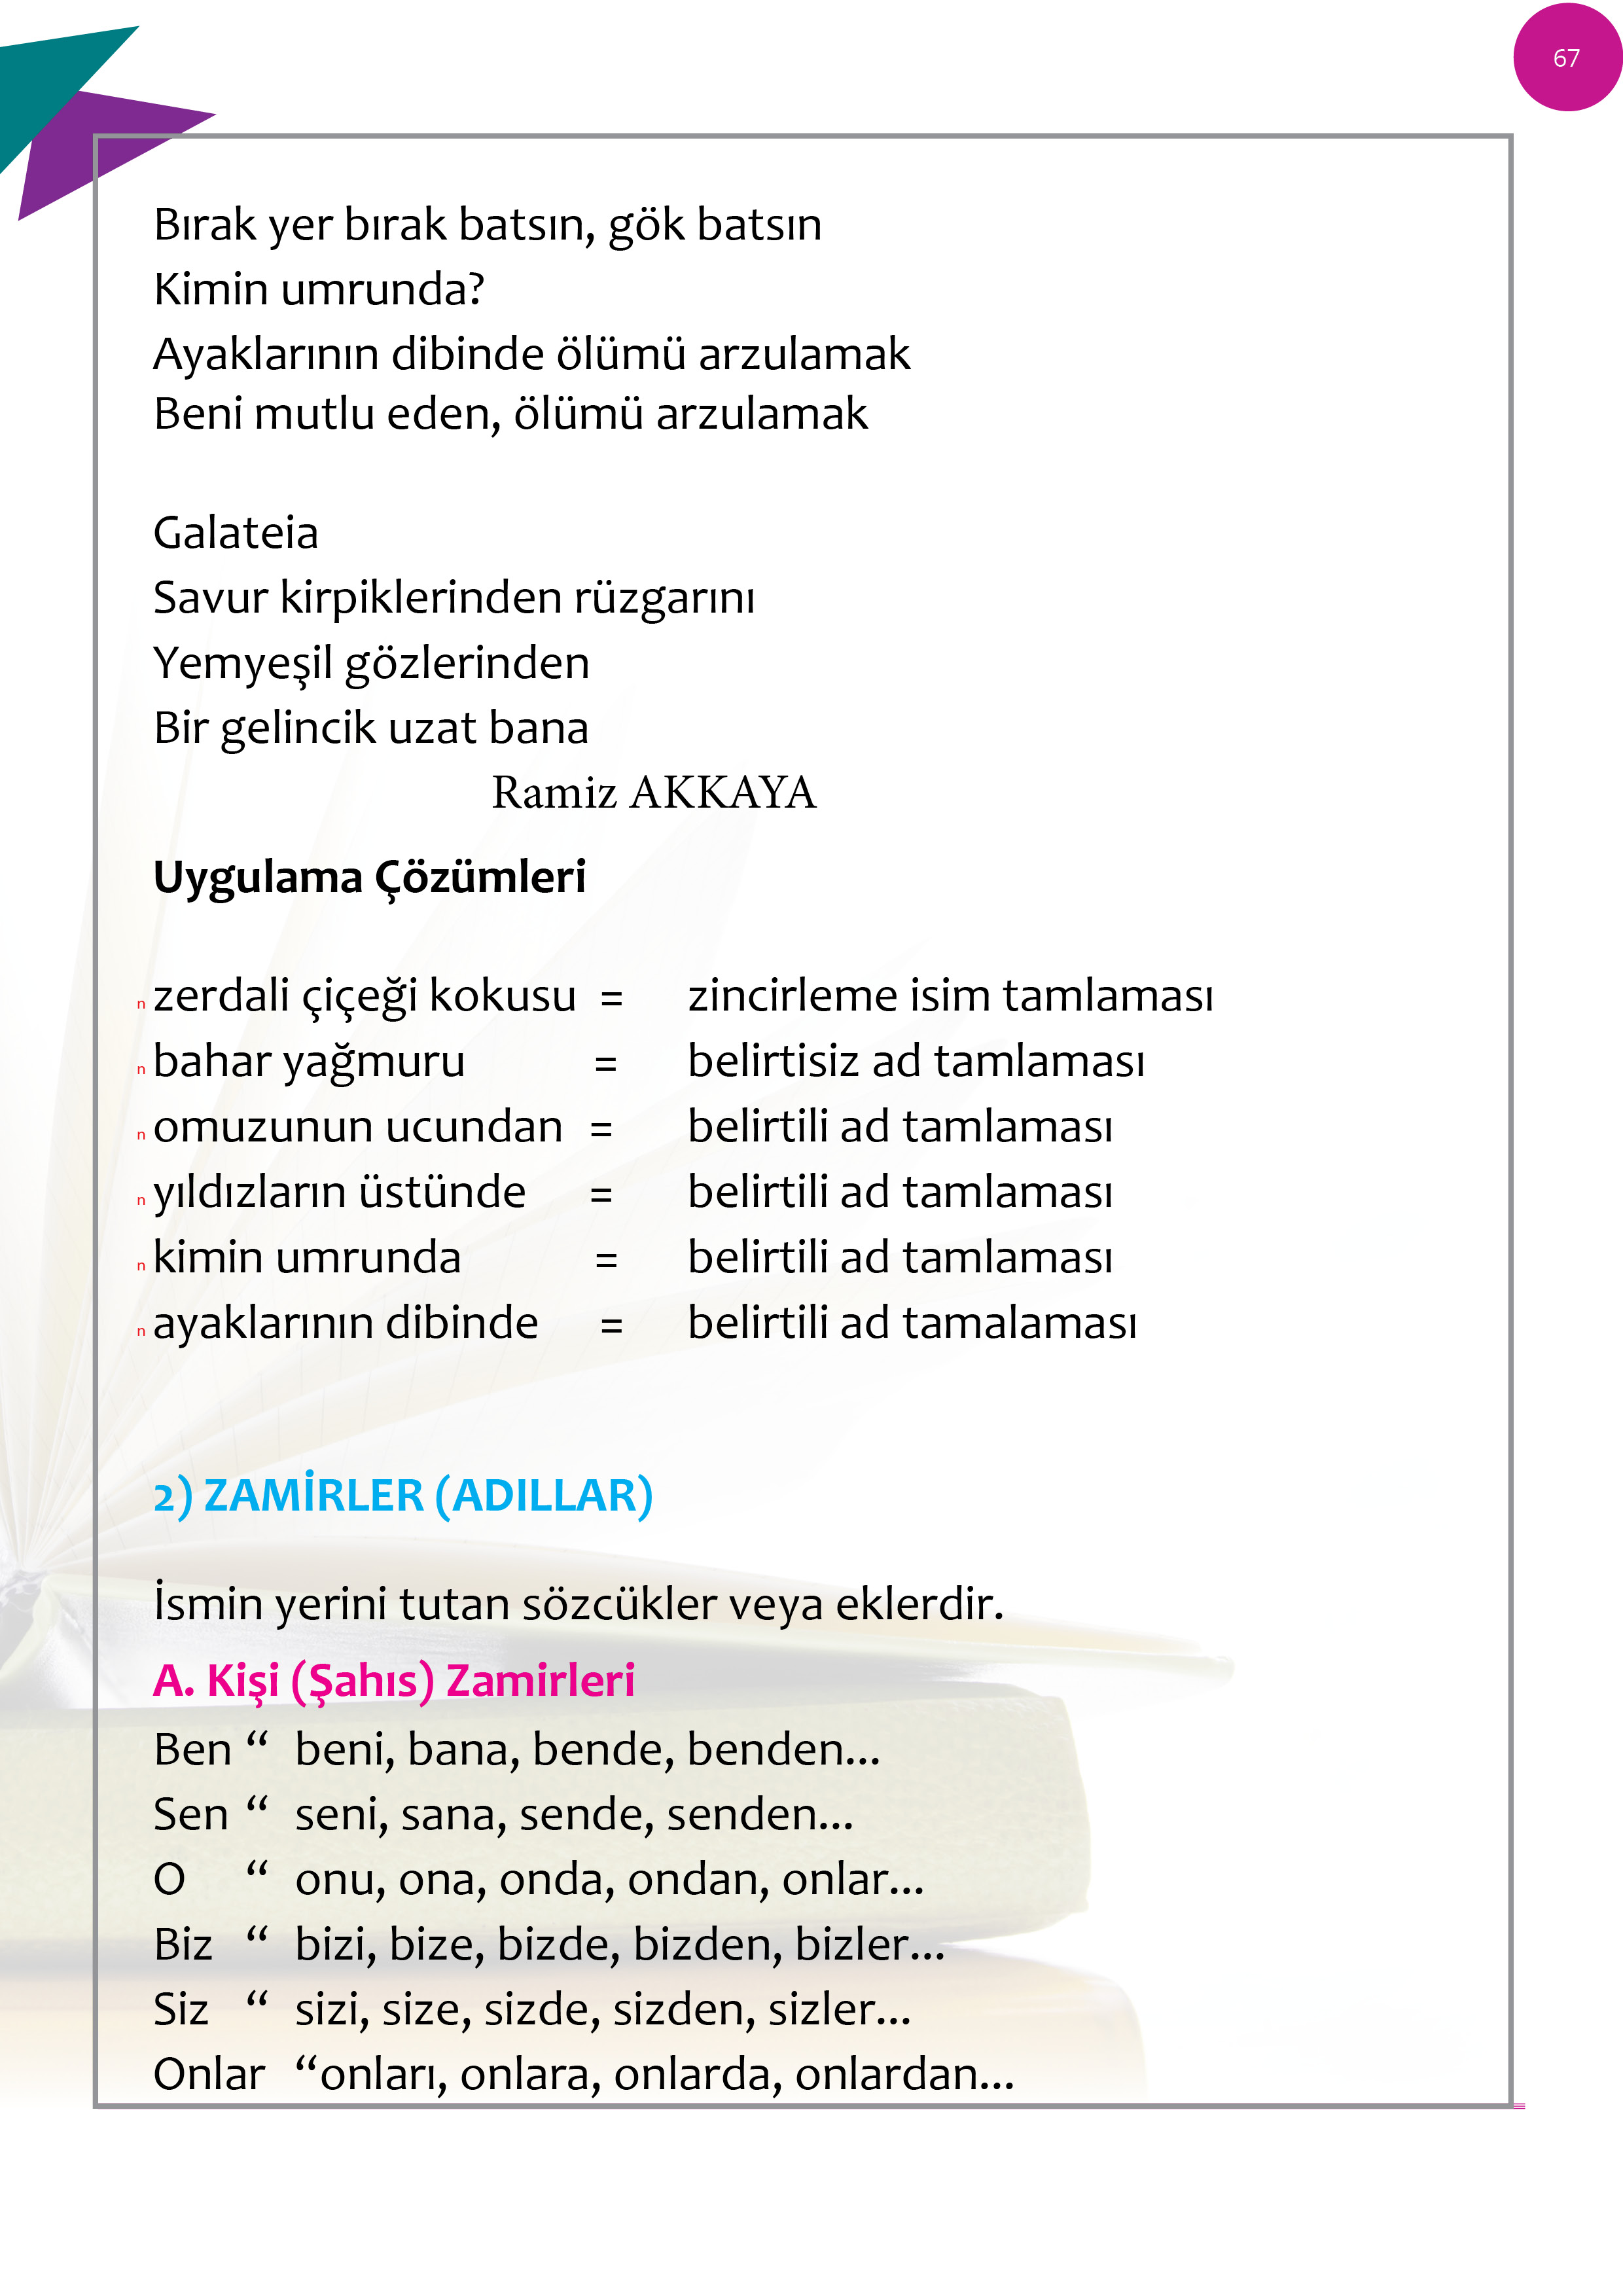 67
Bırak yer bırak batsın, gök batsın
Kimin umrunda?
Ayaklarının dibinde ölümü arzulamak
Beni mutlu eden, ölümü arzulamak
Galateia
Savur kirpiklerinden rüzgarını
Yemyeşil gözlerinden
Bir gelincik uzat bana
Ramiz AKKAYA
Uygulama Çözümleri
n zerdali çiçeği kokusu = zincirleme isim tamlaması
n bahar yağmuru = belirtisiz ad tamlaması
n omuzunun ucundan = belirtili ad tamlaması
n yıldızların üstünde = belirtili ad tamlaması
n kimin umrunda = belirtili ad tamlaması
n ayaklarının dibinde = belirtili ad tamalaması
2) ZAMİRLER (ADILLAR)
İsmin yerini tutan sözcükler veya eklerdir.
A. Kişi (Şahıs) Zamirleri
Ben “ beni, bana, bende, benden...
Sen “ seni, sana, sende, senden...
O “ onu, ona, onda, ondan, onlar...
Biz “ bizi, bize, bizde, bizden, bizler...
Siz “ sizi, size, sizde, sizden, sizler...
Onlar “onları, onlara, onlarda, onlardan...